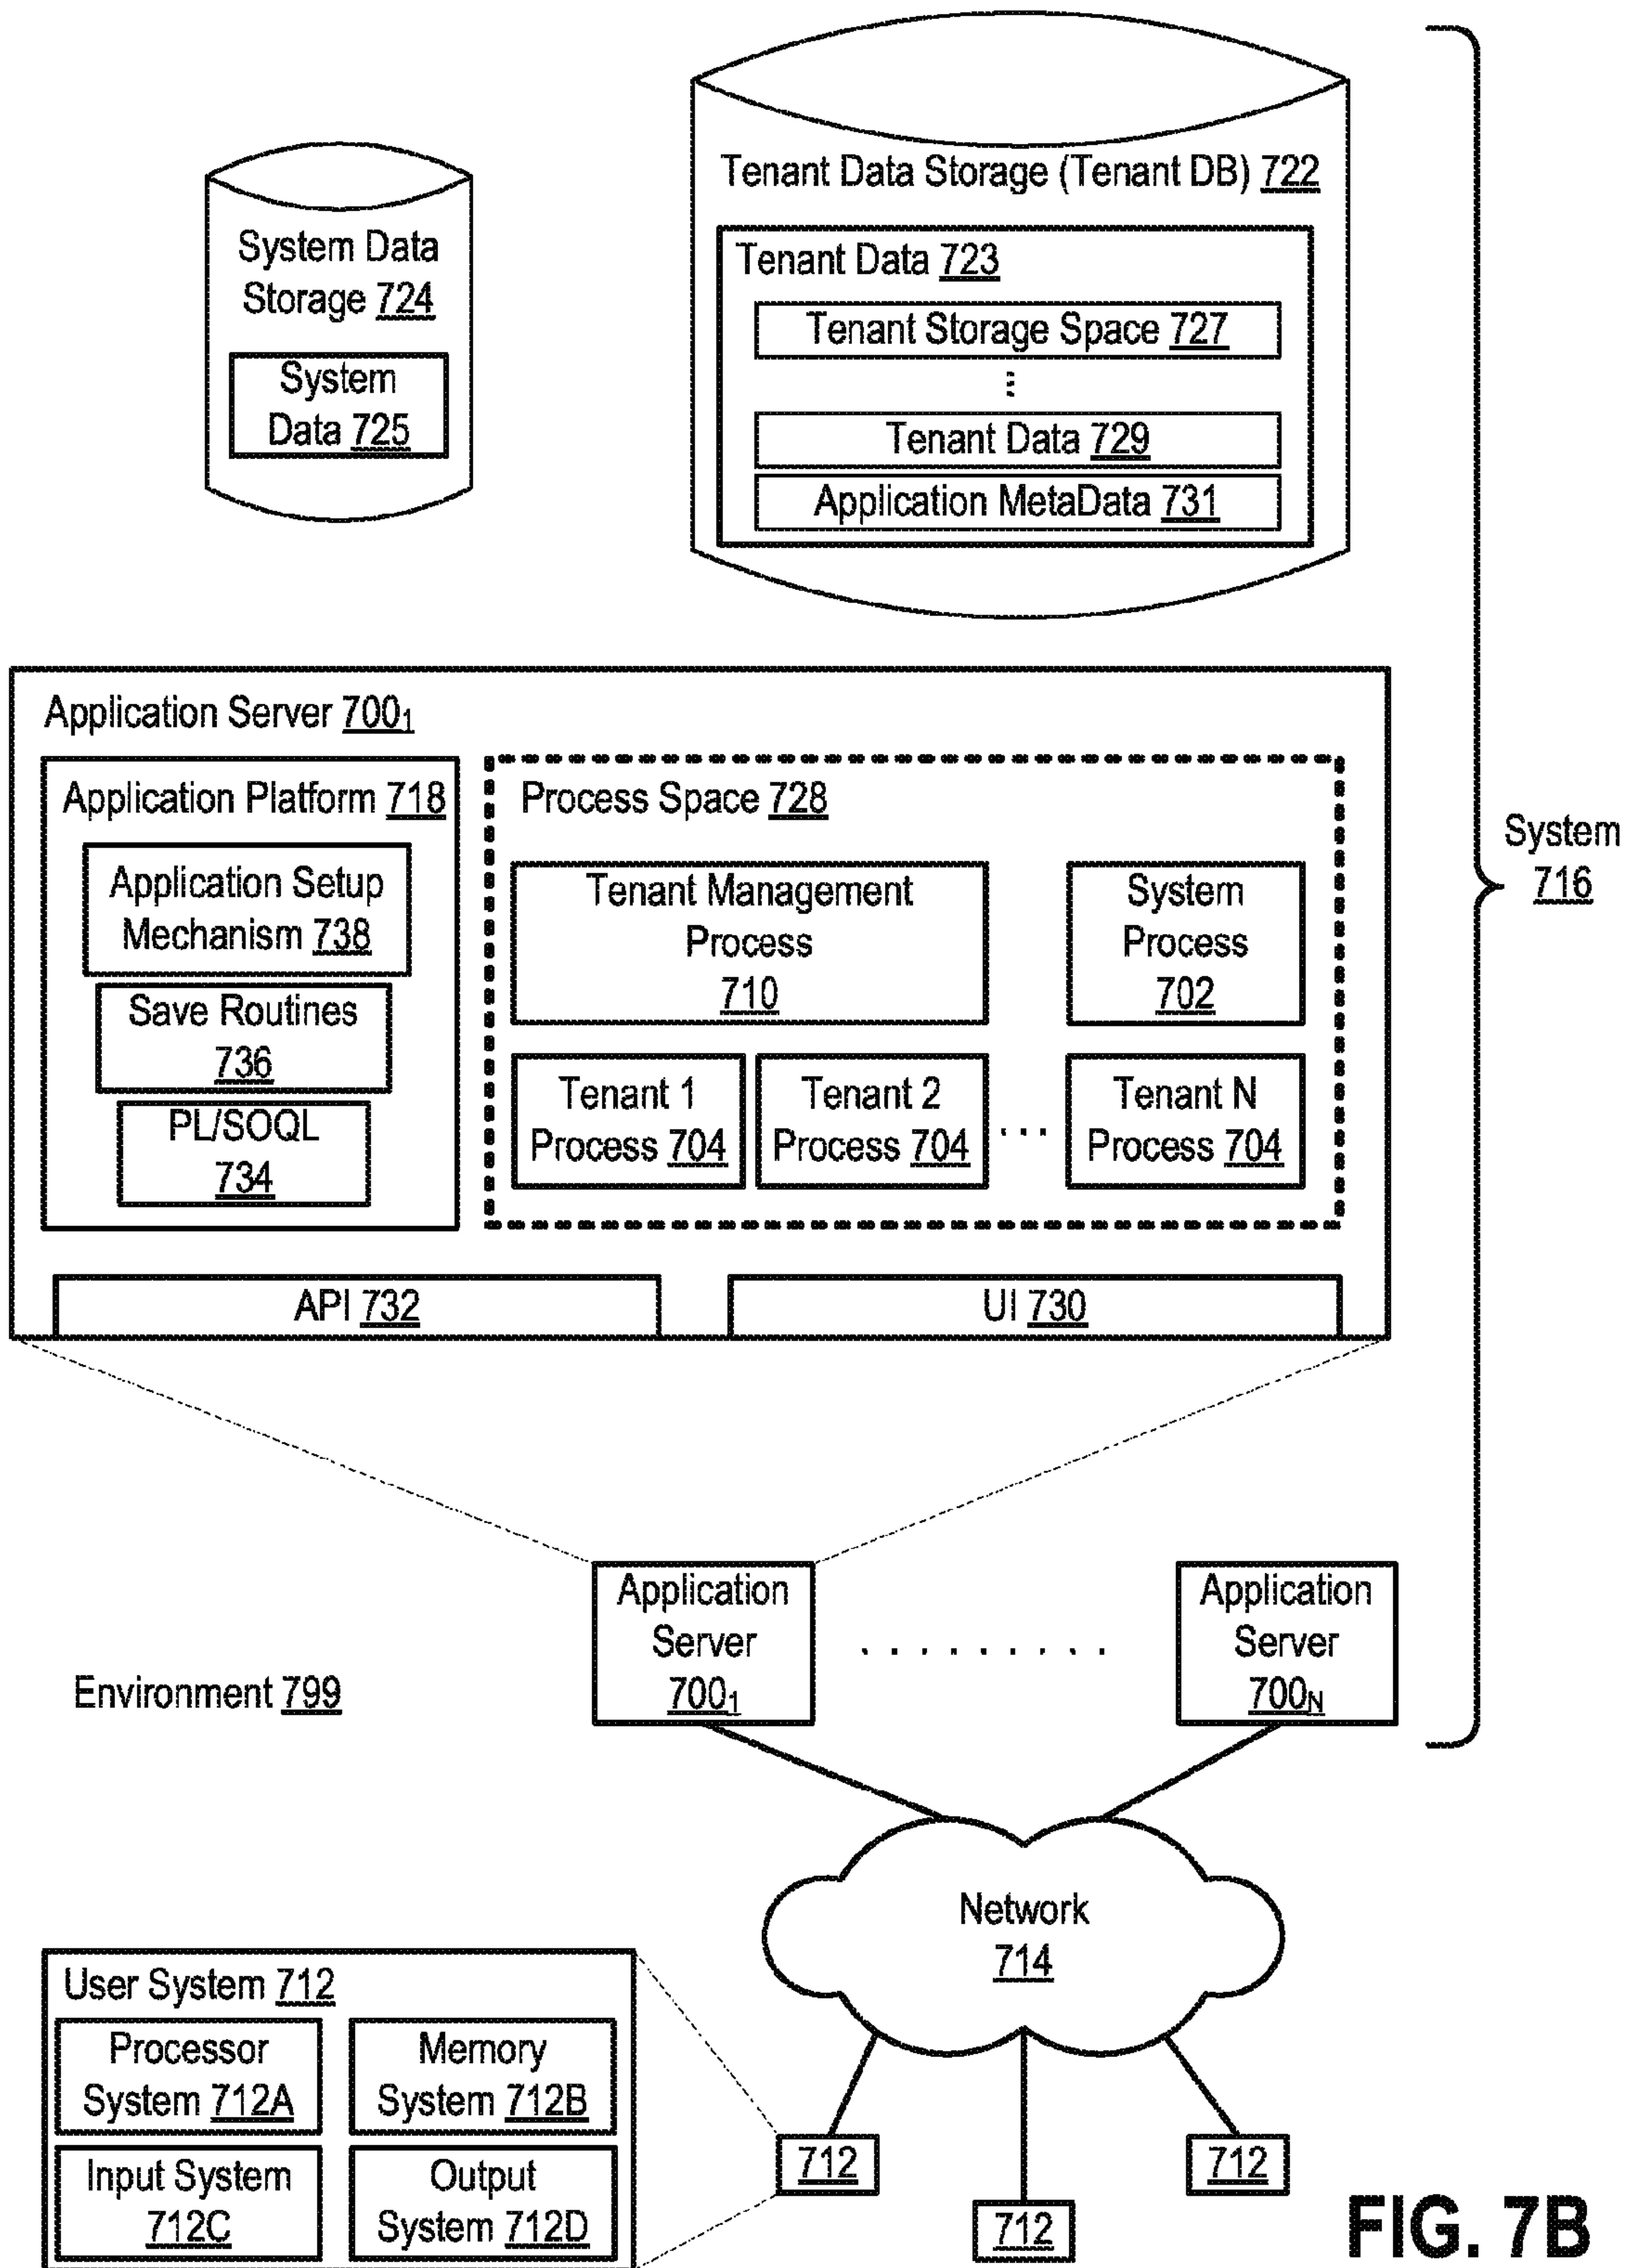 System Data
Storage 724
System
Data 725
Tenant Data Storage (Tenant DB) 722
Tenant Data 723
Tenant Storage Space 727
⋮
Tenant Data 729
Application MetaData 731
System
716
Application Server 700₁
Application Platform 718
Application Setup
Mechanism 738
Save Routines
736
PL/SOQL
734
Process Space 728
Tenant Management
Process
710
System
Process
702
Tenant 1
Process 704
Tenant 2
Process 704
...
Tenant N
Process 704
API 732
UI 730
Application
Server
700₁
. . . . . . . . .
Application
Server
700N
Environment 799
Network
714
User System 712
Processor
System 712A
Memory
System 712B
Input System
712C
Output
System 712D
712
712
712
FIG. 7B